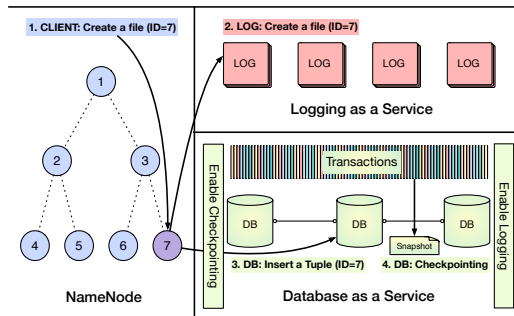 1. CLIENT: Create a file (ID=7)
1
2
3
4
5
6
7
NameNode
2. LOG: Create a file (ID=7)
LOG
LOG
LOG
LOG
Logging as a Service
Enable Checkpointing
Transactions
Enable Logging
DB
DB
DB
Snapshot
3. DB: Insert a Tuple (ID=7)
4. DB: Checkpointing
Database as a Service